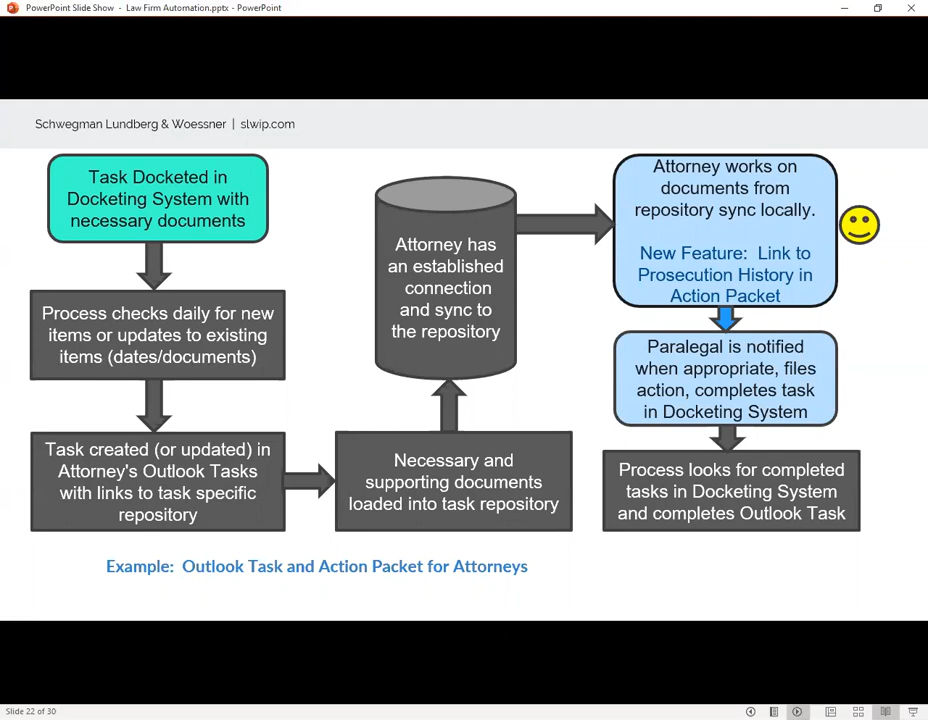 PowerPoint Slide Show - Law Firm Automation.pptx - PowerPoint
Schwegman Lundberg & Woessner | slwip.com
Task Docketed in
Docketing System with
necessary documents
Process checks daily for new
items or updates to existing
items (dates/documents)
Task created (or updated) in
Attorney's Outlook Tasks
with links to task specific
repository
Necessary and
supporting documents
loaded into task repository
Attorney has
an established
connection
and sync to
the repository
Attorney works on
documents from
repository sync locally.
New Feature: Link to
Prosecution History in
Action Packet
Paralegal is notified
when appropriate, files
action, completes task
in Docketing System
Process looks for completed
tasks in Docketing System
and completes Outlook Task
Example: Outlook Task and Action Packet for Attorneys
Slide 22 of 30